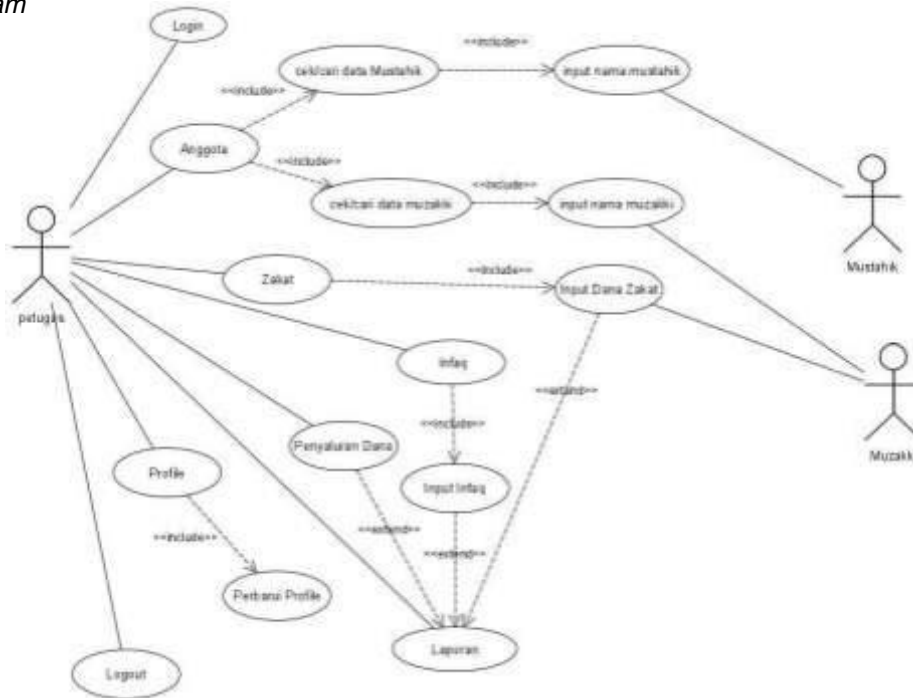 am
Login
<<include>>
cek/cari data Mustahik
input nama mustahik
<<include>>
Anggota
<<include>>
<<include>>
cek/cari data muzakki
input nama muzakki
Mustahik
<<include>>
Zakat
Input Dana Zakat
petugas
Infaq
<<extend>>
<<include>>
Penyaluran Dana
Muzakki
Profile
Input Infaq
<<include>>
<<extend>>
<<extend>>
Perbarui Profile
Laporan
Logout